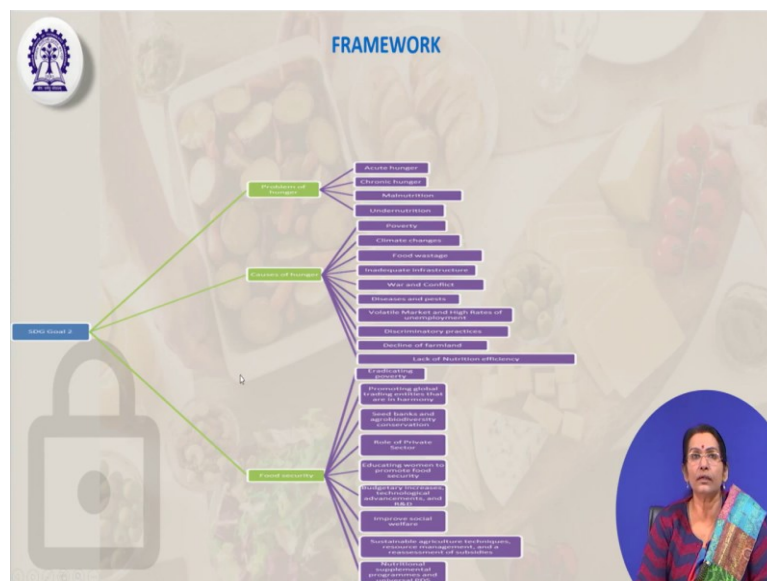 FRAMEWORK
SDG Goal 2
Problem of
hunger
Acute hunger
Chronic hunger
Malnutrition
Undernutrition
Causes of hunger
Poverty
Climate changes
Food wastage
Inadequate infrastructure
War and Conflict
Diseases and pests
Volatile Market and High Rates of
unemployment
Discriminatory practices
Decline of farmland
Lack of Nutrition efficiency
Food security
Eradicating
poverty
Promoting global
trading entities that
are in harmony
Seed banks and
agrobiodiversity
conservation
Role of Private
Sector
Educating women to
promote food
security
Budgetary increases,
technological
advancements, and
R&D
Improve social
welfare
Sustainable agriculture techniques,
resource management, and a
reassessment of subsidies
Nutritional
supplemental
programmes and